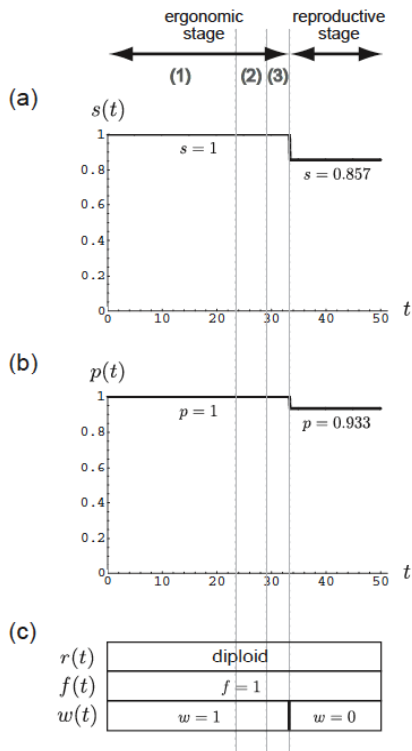 ergonomic stage reproductive stage
(1) (2) (3)
(a)
s(t)
1
s = 1
0.8
s = 0.857
0.6
0.4
0.2
0
0 10 20 30 40 50 t
(b)
p(t)
1
p = 1
0.8
p = 0.933
0.6
0.4
0.2
0
0 10 20 30 40 50 t
(c)
r(t) diploid
f(t) f = 1
w(t) w = 1 w = 0